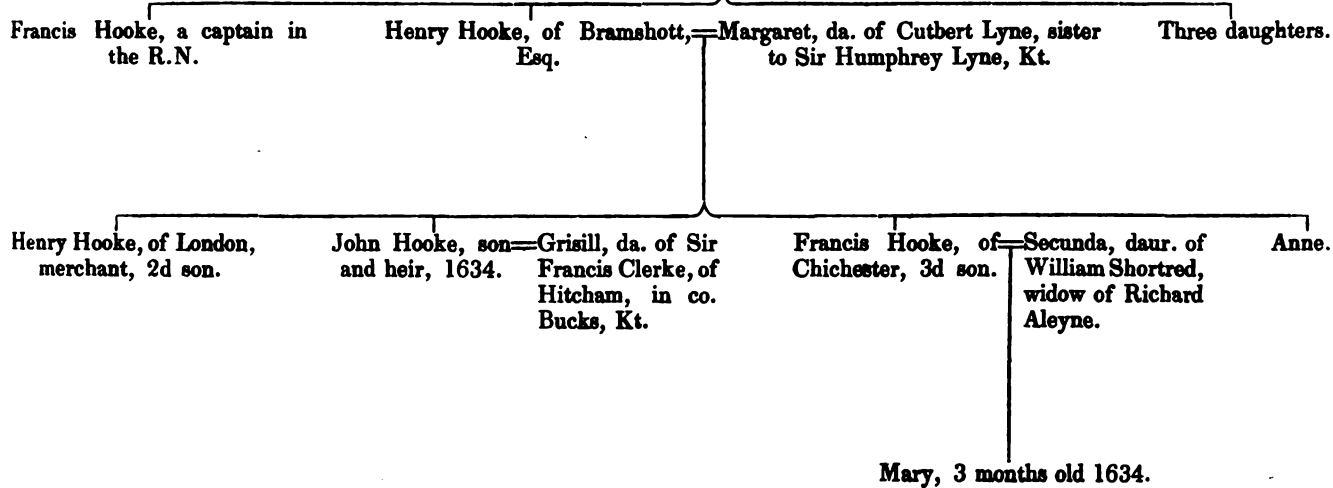 Francis Hooke, a captain in
the R.N.
Henry Hooke, of Bramshott,
Esq.
Margaret, da. of Cutbert Lyne, sister
to Sir Humphrey Lyne, Kt.
Three daughters.
Henry Hooke, of London,
merchant, 2d son.
John Hooke, son
and heir, 1634.
Grisill, da. of Sir
Francis Clerke, of
Hitcham, in co.
Bucks, Kt.
Francis Hooke, of
Chichester, 3d son.
Secunda, daur. of
William Shortred,
widow of Richard
Aleyne.
Anne.
Mary, 3 months old 1634.